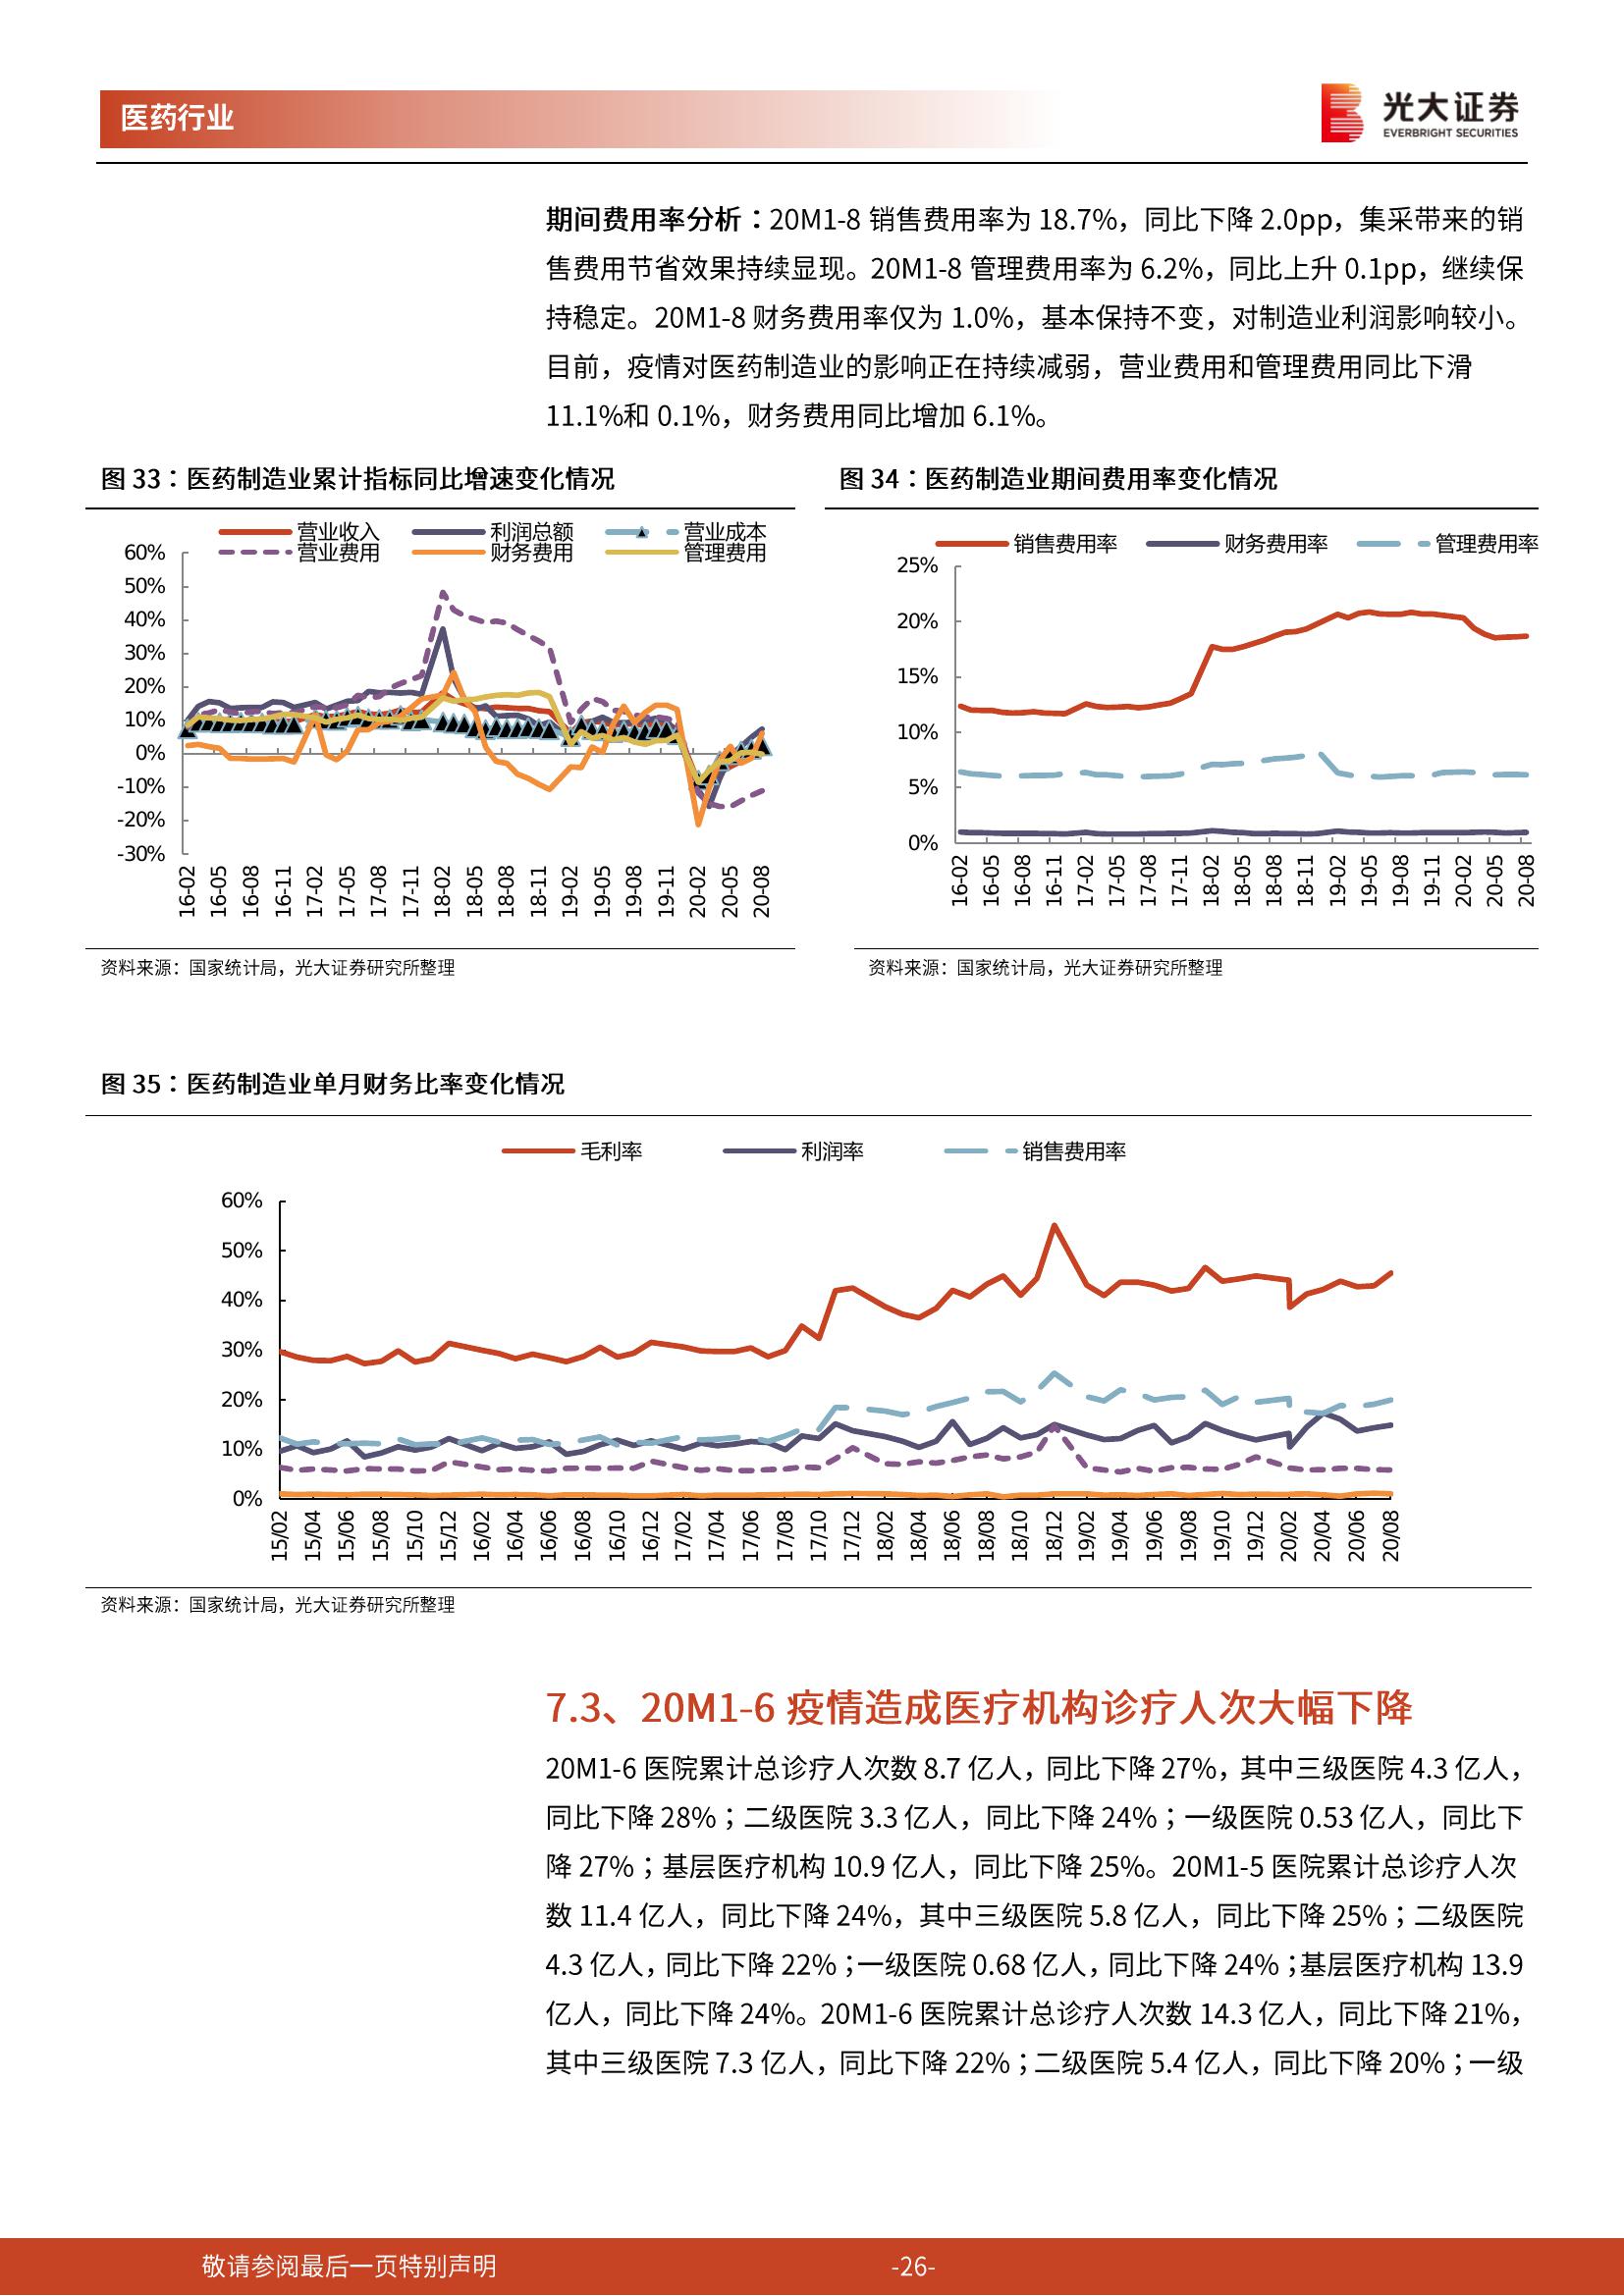 医药行业
光大证券
EVERBRIGHT SECURITIES
期间费用率分析：20M1-8 销售费用率为 18.7%，同比下降 2.0pp，集采带来的销
售费用节省效果持续显现。20M1-8 管理费用率为 6.2%，同比上升 0.1pp，继续保
持稳定。20M1-8 财务费用率仅为 1.0%，基本保持不变，对制造业利润影响较小。
目前，疫情对医药制造业的影响正在持续减弱，营业费用和管理费用同比下滑
11.1%和 0.1%，财务费用同比增加 6.1%。
图 33：医药制造业累计指标同比增速变化情况
营业收入 利润总额 营业成本
营业费用 财务费用 管理费用
60%
50%
40%
30%
20%
10%
0%
-10%
-20%
-30%
16-02 16-05 16-08 16-11 17-02 17-05 17-08 17-11 18-02 18-05 18-08 18-11 19-02 19-05 19-08 19-11 20-02 20-05 20-08
资料来源：国家统计局，光大证券研究所整理
图 34：医药制造业期间费用率变化情况
销售费用率 财务费用率 管理费用率
25%
20%
15%
10%
5%
0%
16-02 16-05 16-08 16-11 17-02 17-05 17-08 17-11 18-02 18-05 18-08 18-11 19-02 19-05 19-08 19-11 20-02 20-05 20-08
资料来源：国家统计局，光大证券研究所整理
图 35：医药制造业单月财务比率变化情况
毛利率 利润率 销售费用率
60%
50%
40%
30%
20%
10%
0%
15/02 15/04 15/06 15/08 15/10 15/12 16/02 16/04 16/06 16/08 16/10 16/12 17/02 17/04 17/06 17/08 17/10 17/12 18/02 18/04 18/06 18/08 18/10 18/12 19/02 19/04 19/06 19/08 19/10 19/12 20/02 20/04 20/06 20/08
资料来源：国家统计局，光大证券研究所整理
7.3、20M1-6 疫情造成医疗机构诊疗人次大幅下降
20M1-6 医院累计总诊疗人次数 8.7 亿人，同比下降 27%，其中三级医院 4.3 亿人，
同比下降 28%；二级医院 3.3 亿人，同比下降 24%；一级医院 0.53 亿人，同比下
降 27%；基层医疗机构 10.9 亿人，同比下降 25%。20M1-5 医院累计总诊疗人次
数 11.4 亿人，同比下降 24%，其中三级医院 5.8 亿人，同比下降 25%；二级医院
4.3 亿人，同比下降 22%；一级医院 0.68 亿人，同比下降 24%；基层医疗机构 13.9
亿人，同比下降 24%。20M1-6 医院累计总诊疗人次数 14.3 亿人，同比下降 21%，
其中三级医院 7.3 亿人，同比下降 22%；二级医院 5.4 亿人，同比下降 20%；一级
敬请参阅最后一页特别声明
-26-